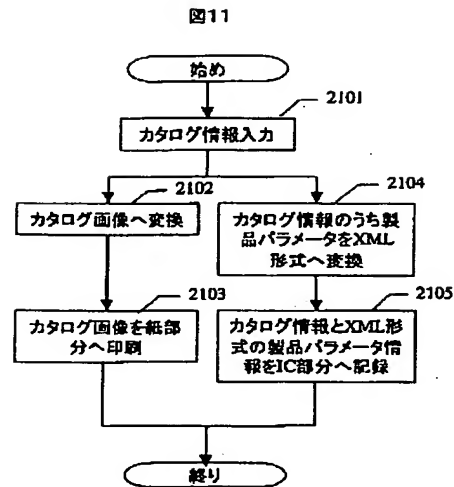 図11
始め
2101
カタログ情報入力
2102
カタログ画像へ変換
2103
カタログ画像を紙部
分へ印刷
2104
カタログ情報のうち製
品パラメータをXML
形式へ変換
2105
カタログ情報とXML形
式の製品パラメータ情
報をIC部分へ記録
終り